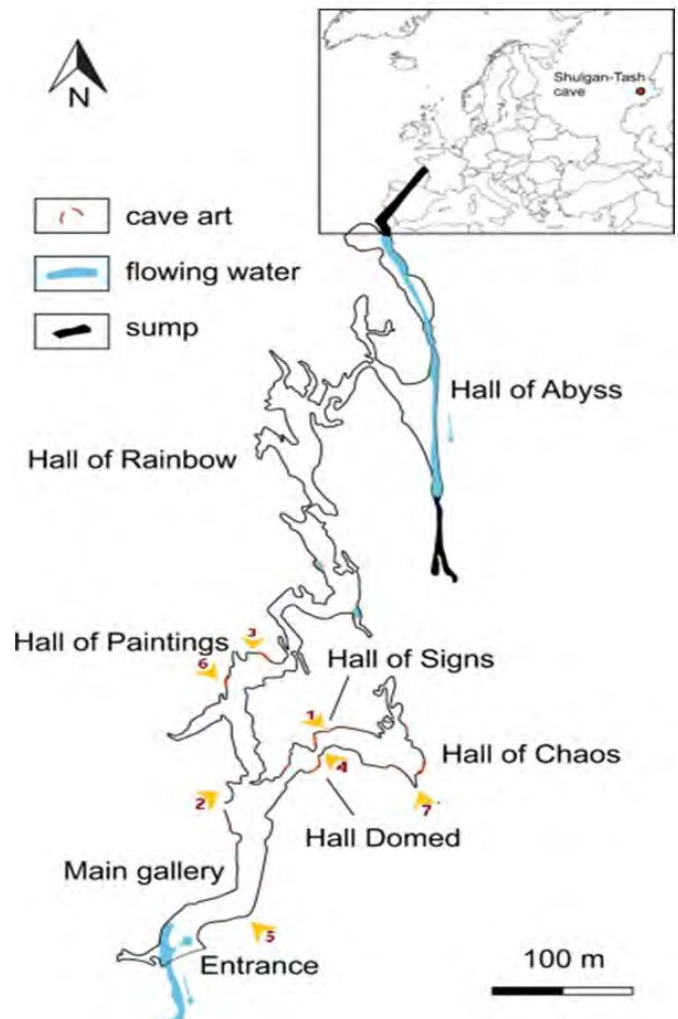 Shulgan-Tash
cave
N
cave art
flowing water
sump
Hall of Abyss
Hall of Rainbow
Hall of Paintings
3
6
Hall of Signs
1
4
Hall of Chaos
2
7
Hall Domed
Main gallery
5
Entrance
100 m